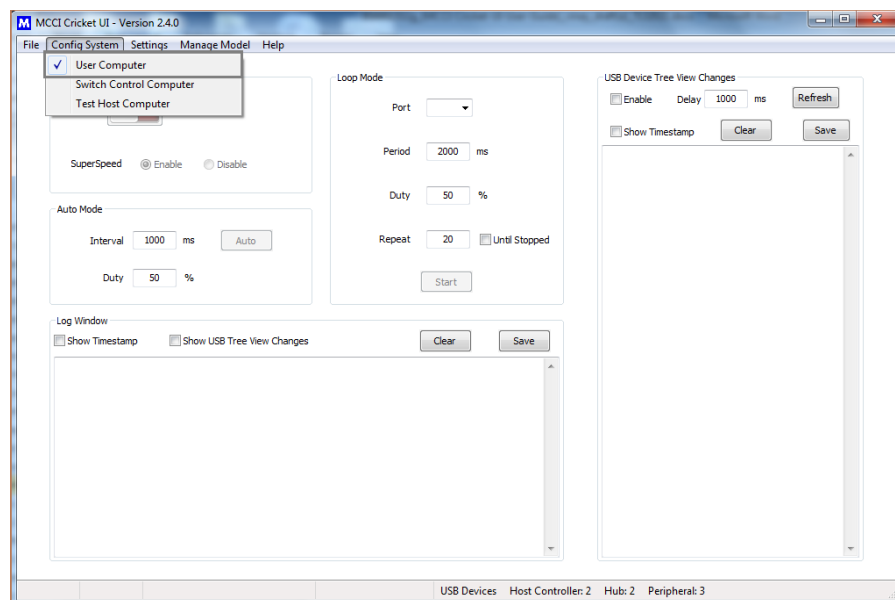 MCCI Cricket UI - Version 2.4.0
File Config System Settings Manage Model Help
User Computer
Switch Control Computer
Test Host Computer
SuperSpeed Enable Disable
Auto Mode
Interval 1000 ms Auto
Duty 50 %
Loop Mode
Port
Period 2000 ms
Duty 50 %
Repeat 20 Until Stopped
Start
USB Device Tree View Changes
Enable Delay 1000 ms Refresh
Show Timestamp Clear Save
Log Window
Show Timestamp Show USB Tree View Changes Clear Save
USB Devices Host Controller: 2 Hub: 2 Peripheral: 3